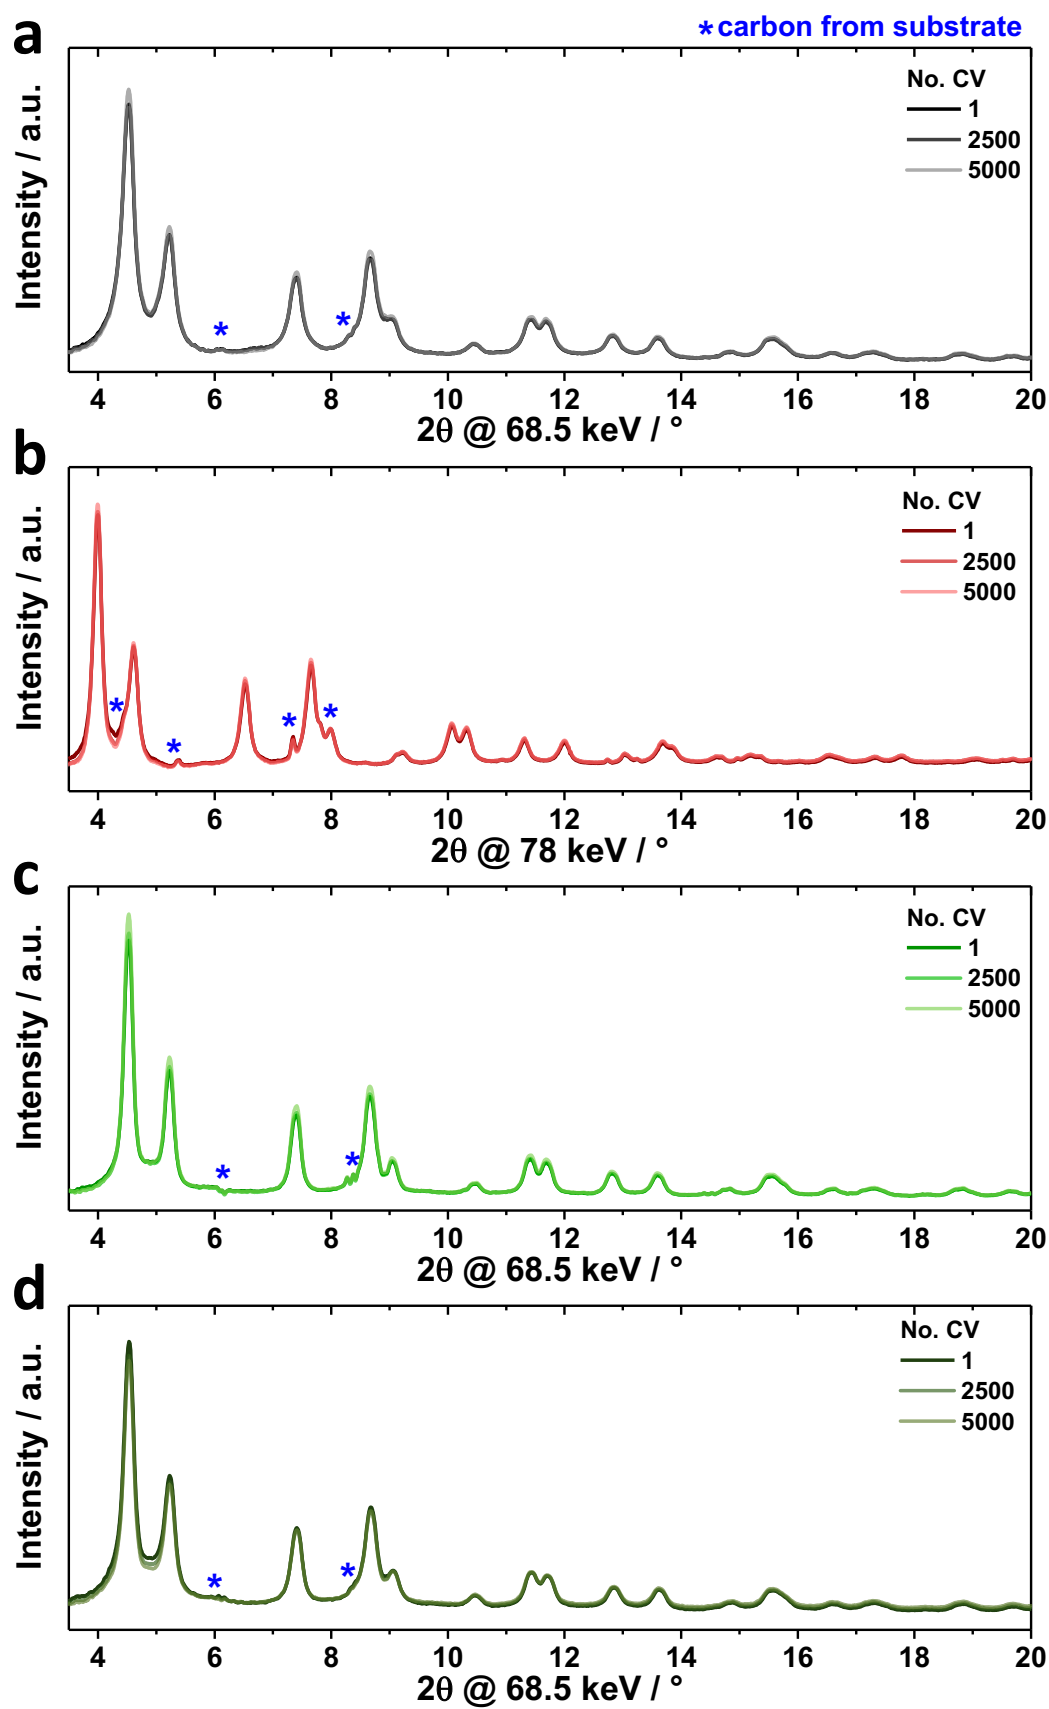 a
* carbon from substrate
Intensity / a.u.
No. CV
1
2500
5000
*
*
4 6 8 10 12 14 16 18 20
2θ @ 68.5 keV / °
b
Intensity / a.u.
No. CV
1
2500
5000
*
*
*
*
4 6 8 10 12 14 16 18 20
2θ @ 78 keV / °
c
Intensity / a.u.
No. CV
1
2500
5000
*
*
4 6 8 10 12 14 16 18 20
2θ @ 68.5 keV / °
d
Intensity / a.u.
No. CV
1
2500
5000
*
*
4 6 8 10 12 14 16 18 20
2θ @ 68.5 keV / °